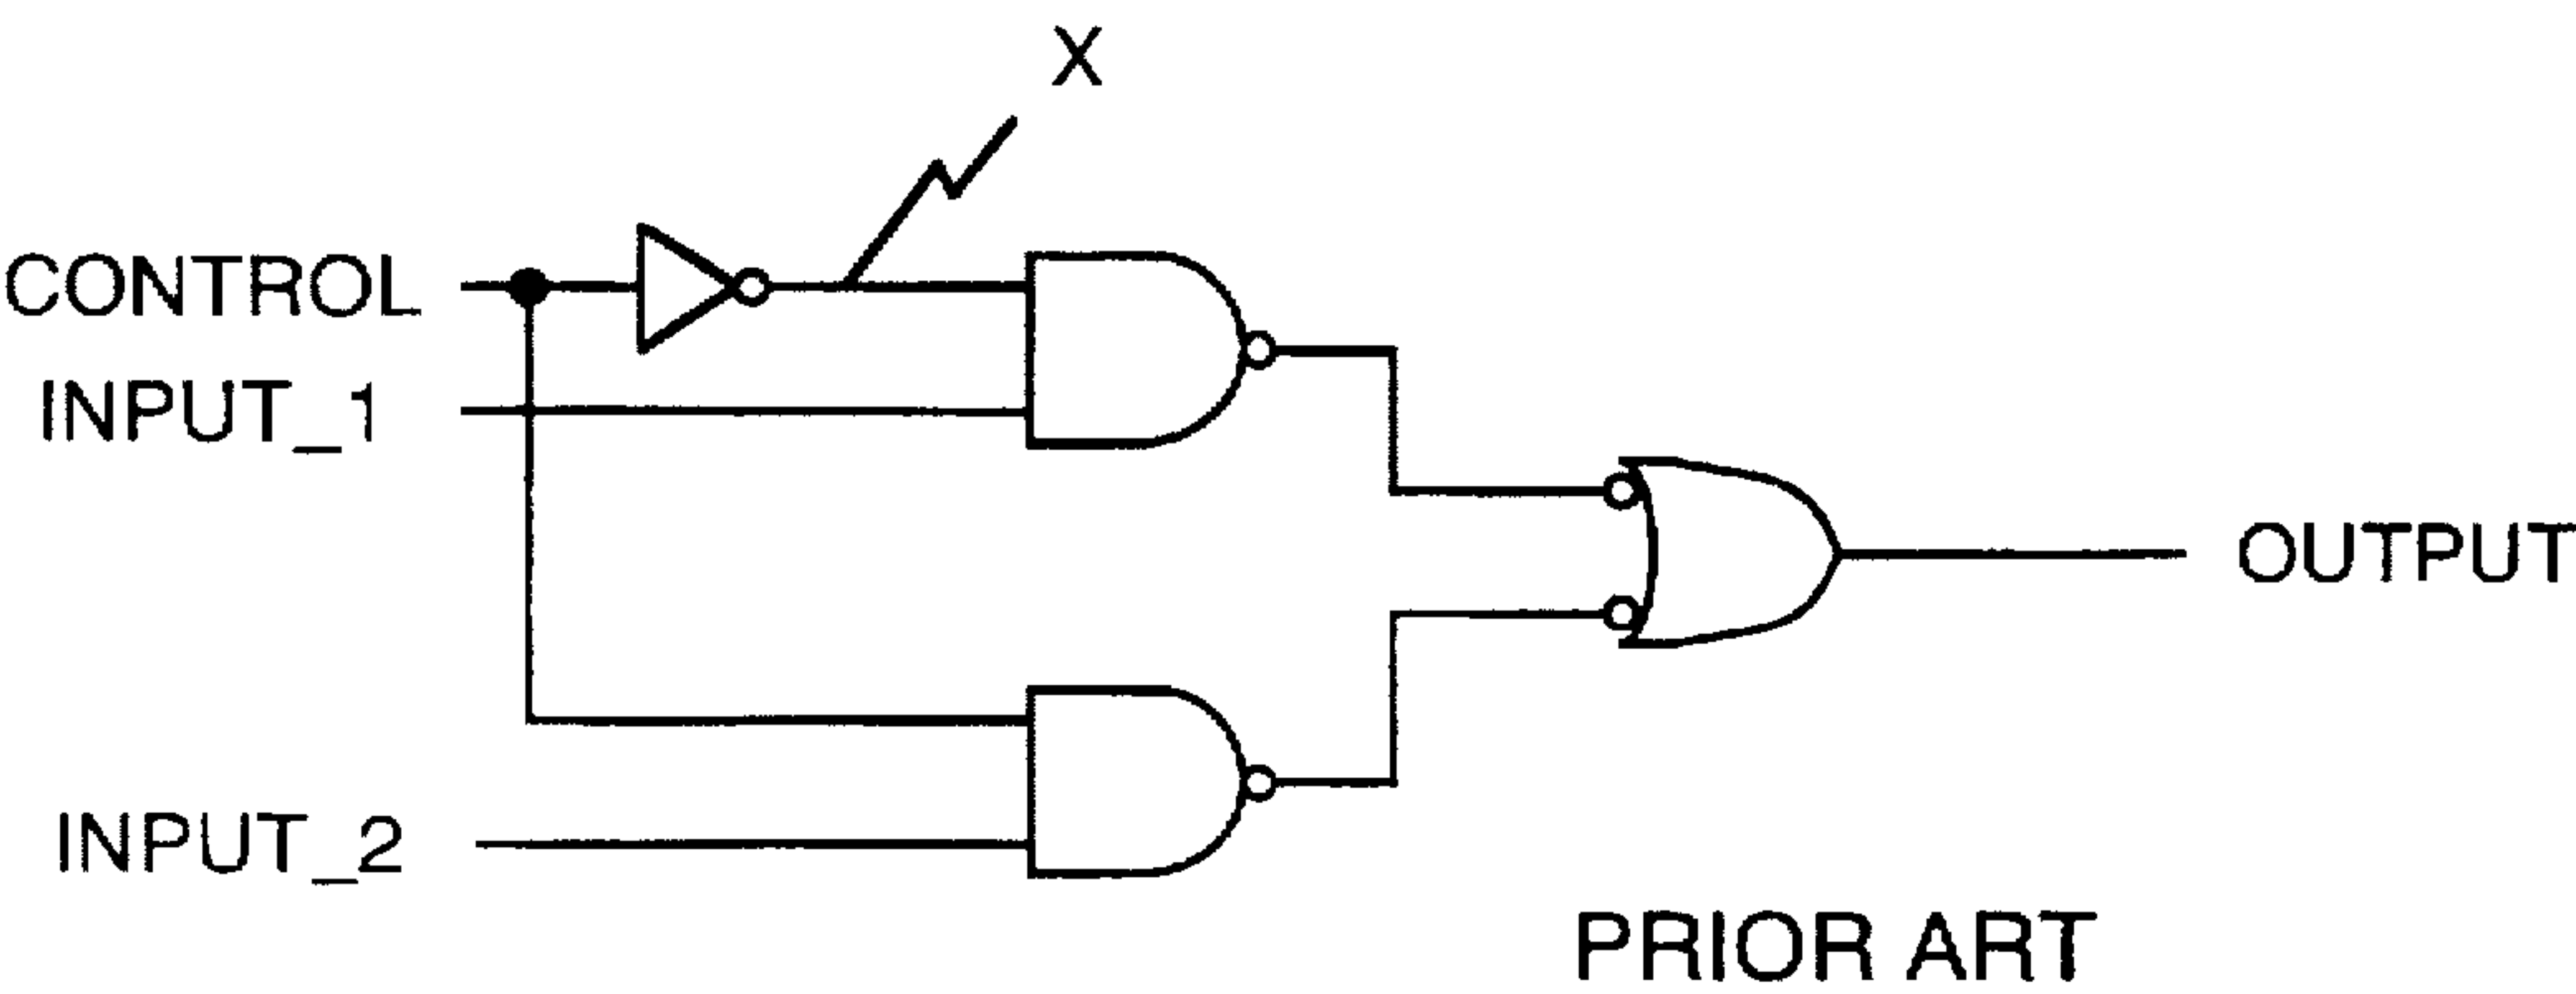 X
CONTROL
INPUT_1
OUTPUT
INPUT_2
PRIOR ART